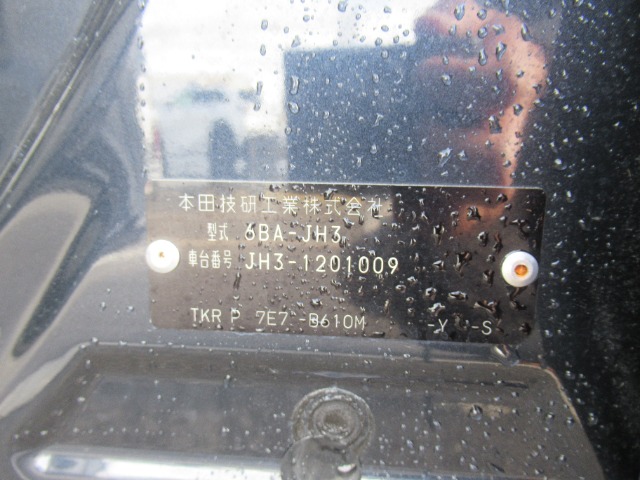 本田技研工業株式会社
型式 6BA-JH3
車台番号 JH3-1201009
TKR P 7E7 -B610M -Y -S